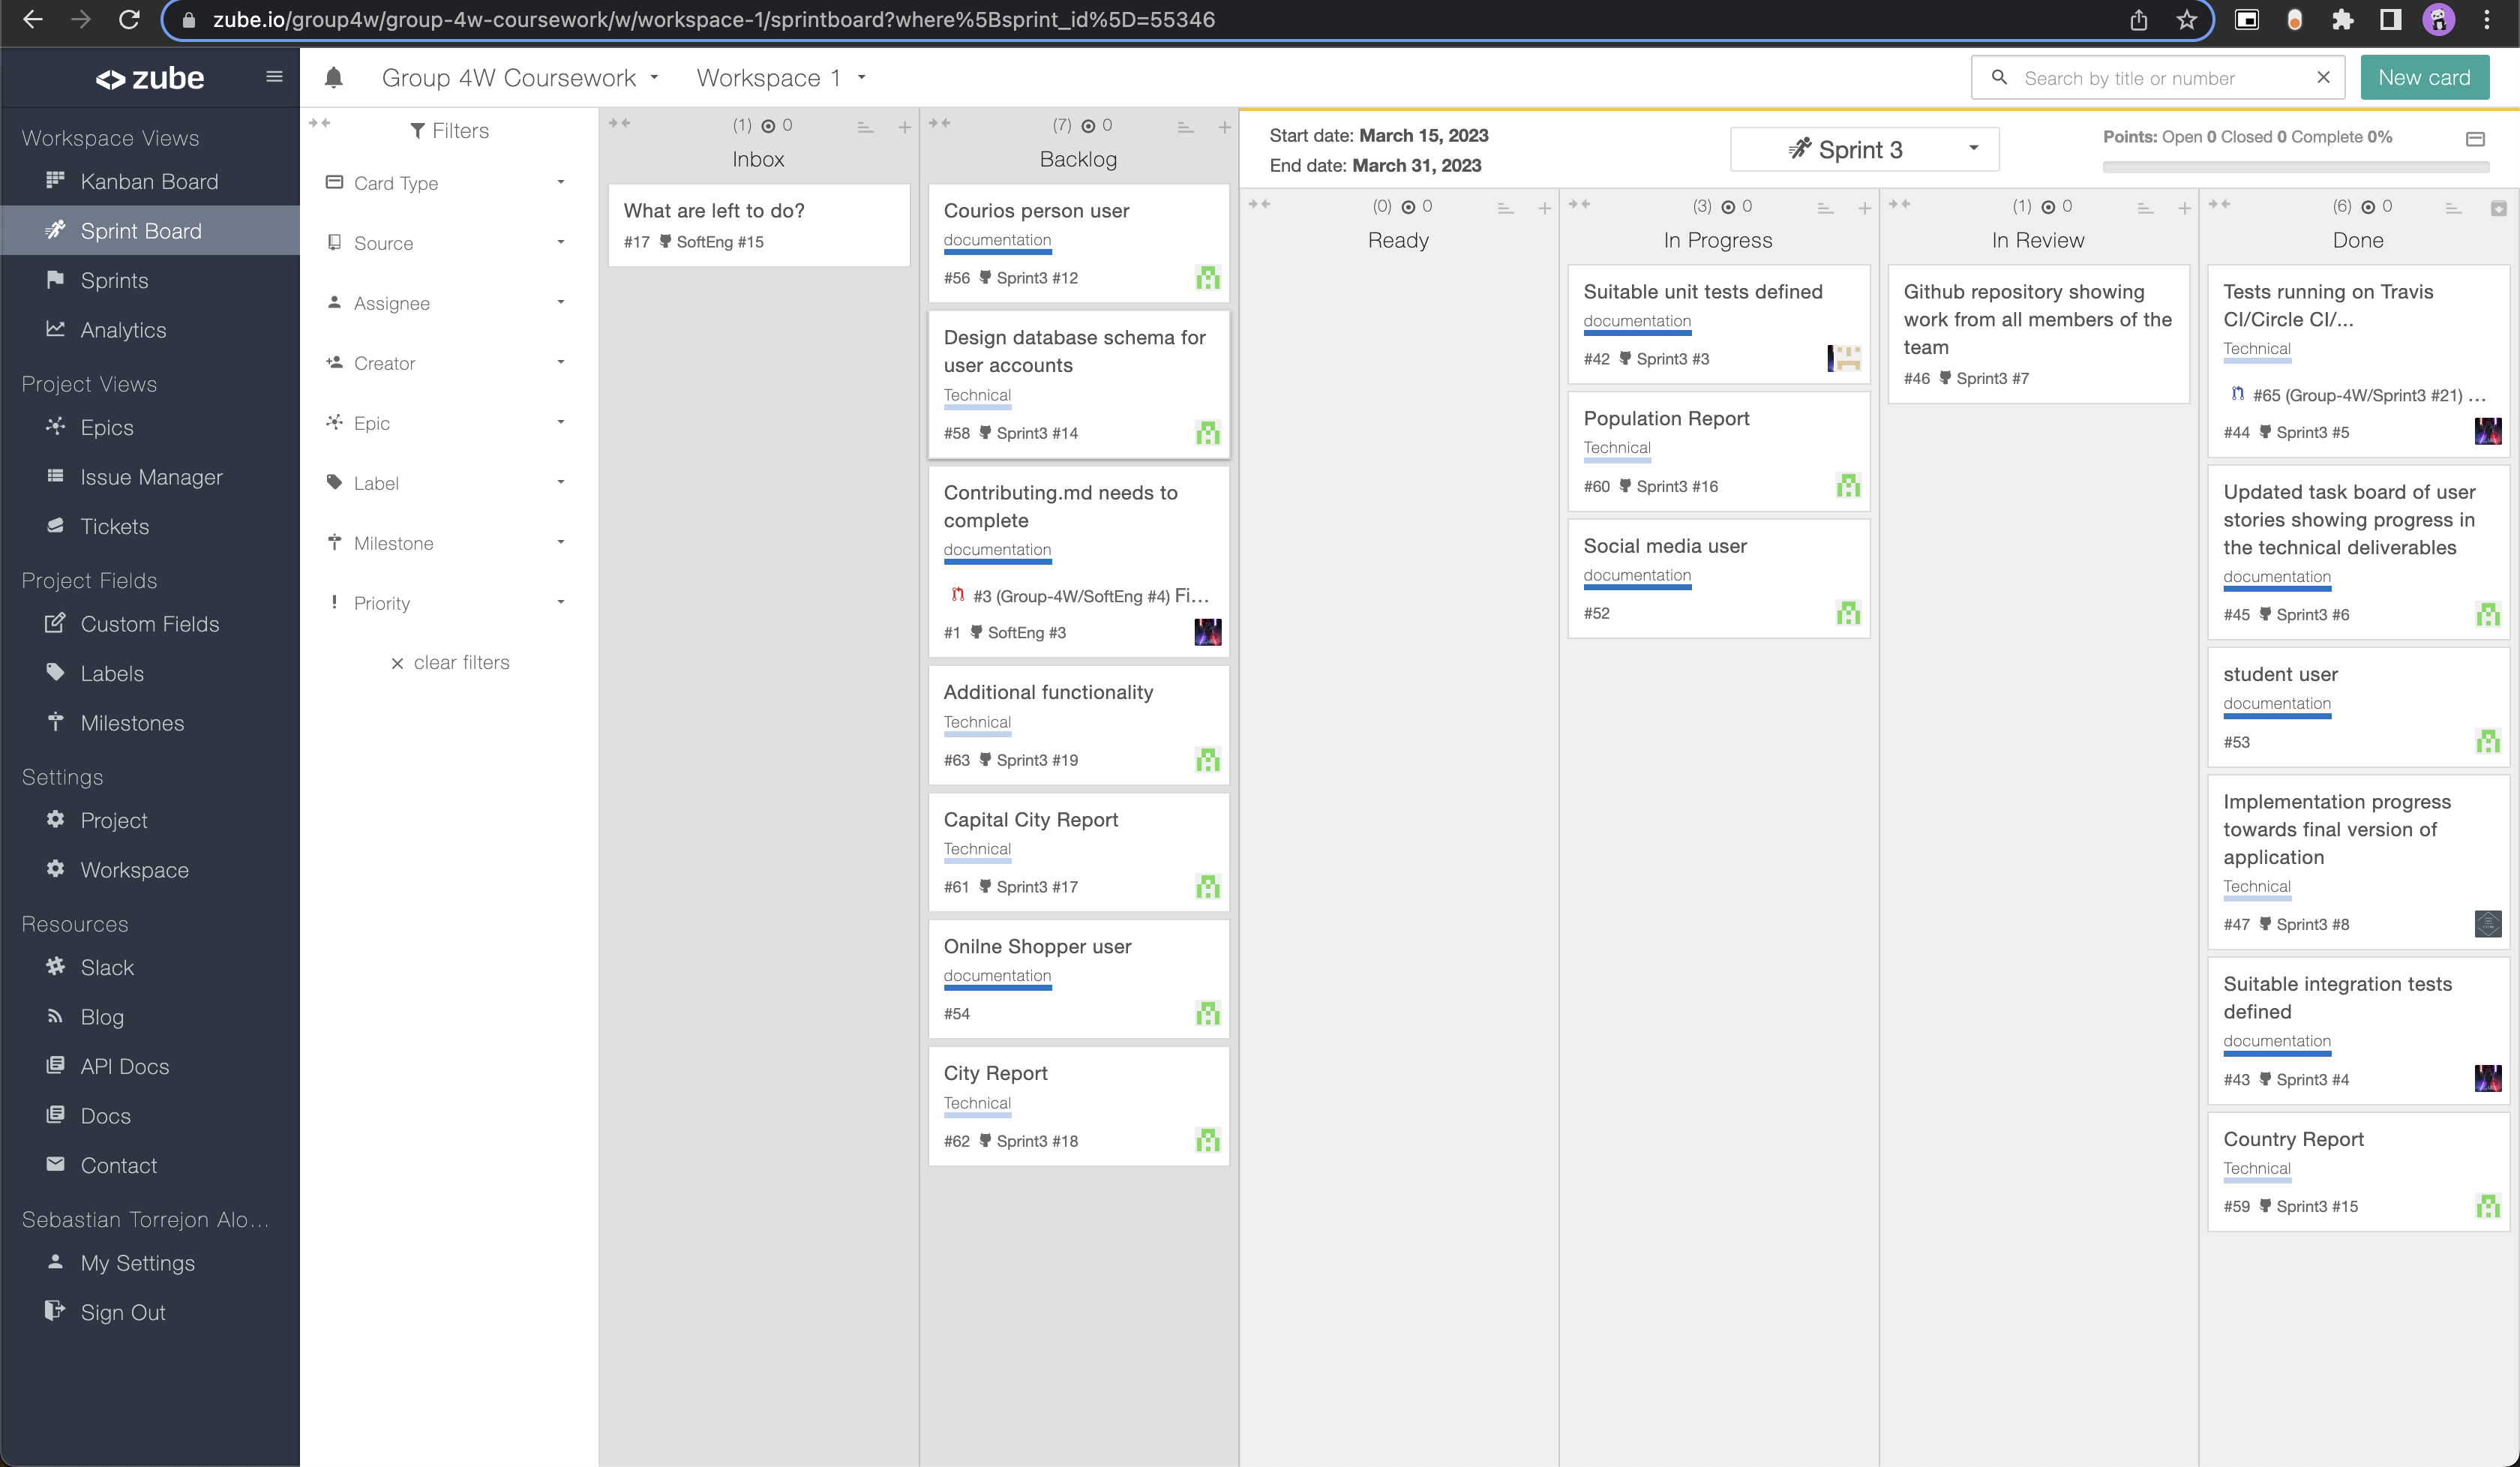 zube.io/group4w/group-4w-coursework/w/workspace-1/sprintboard?where%5Bsprint_id%5D=55346
zube
Group 4W Coursework
Workspace 1
Search by title or number
New card
Workspace Views
Kanban Board
Sprint Board
Sprints
Analytics
Project Views
Epics
Issue Manager
Tickets
Project Fields
Custom Fields
Labels
Milestones
Settings
Project
Workspace
Resources
Slack
Blog
API Docs
Docs
Contact
Sebastian Torrejon Alo...
My Settings
Sign Out
Filters
Card Type
Source
Assignee
Creator
Epic
Label
Milestone
Priority
clear filters
(1) 0
Inbox
What are left to do?
#17 SoftEng #15
(7) 0
Backlog
Courios person user
documentation
#56 Sprint3 #12
Design database schema for
user accounts
Technical
#58 Sprint3 #14
Contributing.md needs to
complete
documentation
#3 (Group-4W/SoftEng #4) Fi...
#1 SoftEng #3
Additional functionality
Technical
#63 Sprint3 #19
Capital City Report
Technical
#61 Sprint3 #17
Onilne Shopper user
documentation
#54
City Report
Technical
#62 Sprint3 #18
Start date: March 15, 2023
End date: March 31, 2023
Sprint 3
Points: Open 0 Closed 0 Complete 0%
(0) 0
Ready
(3) 0
In Progress
Suitable unit tests defined
documentation
#42 Sprint3 #3
Population Report
Technical
#60 Sprint3 #16
Social media user
documentation
#52
(1) 0
In Review
Github repository showing
work from all members of the
team
#46 Sprint3 #7
(6) 0
Done
Tests running on Travis
CI/Circle CI/...
Technical
#65 (Group-4W/Sprint3 #21) ...
#44 Sprint3 #5
Updated task board of user
stories showing progress in
the technical deliverables
documentation
#45 Sprint3 #6
student user
documentation
#53
Implementation progress
towards final version of
application
Technical
#47 Sprint3 #8
Suitable integration tests
defined
documentation
#43 Sprint3 #4
Country Report
Technical
#59 Sprint3 #15